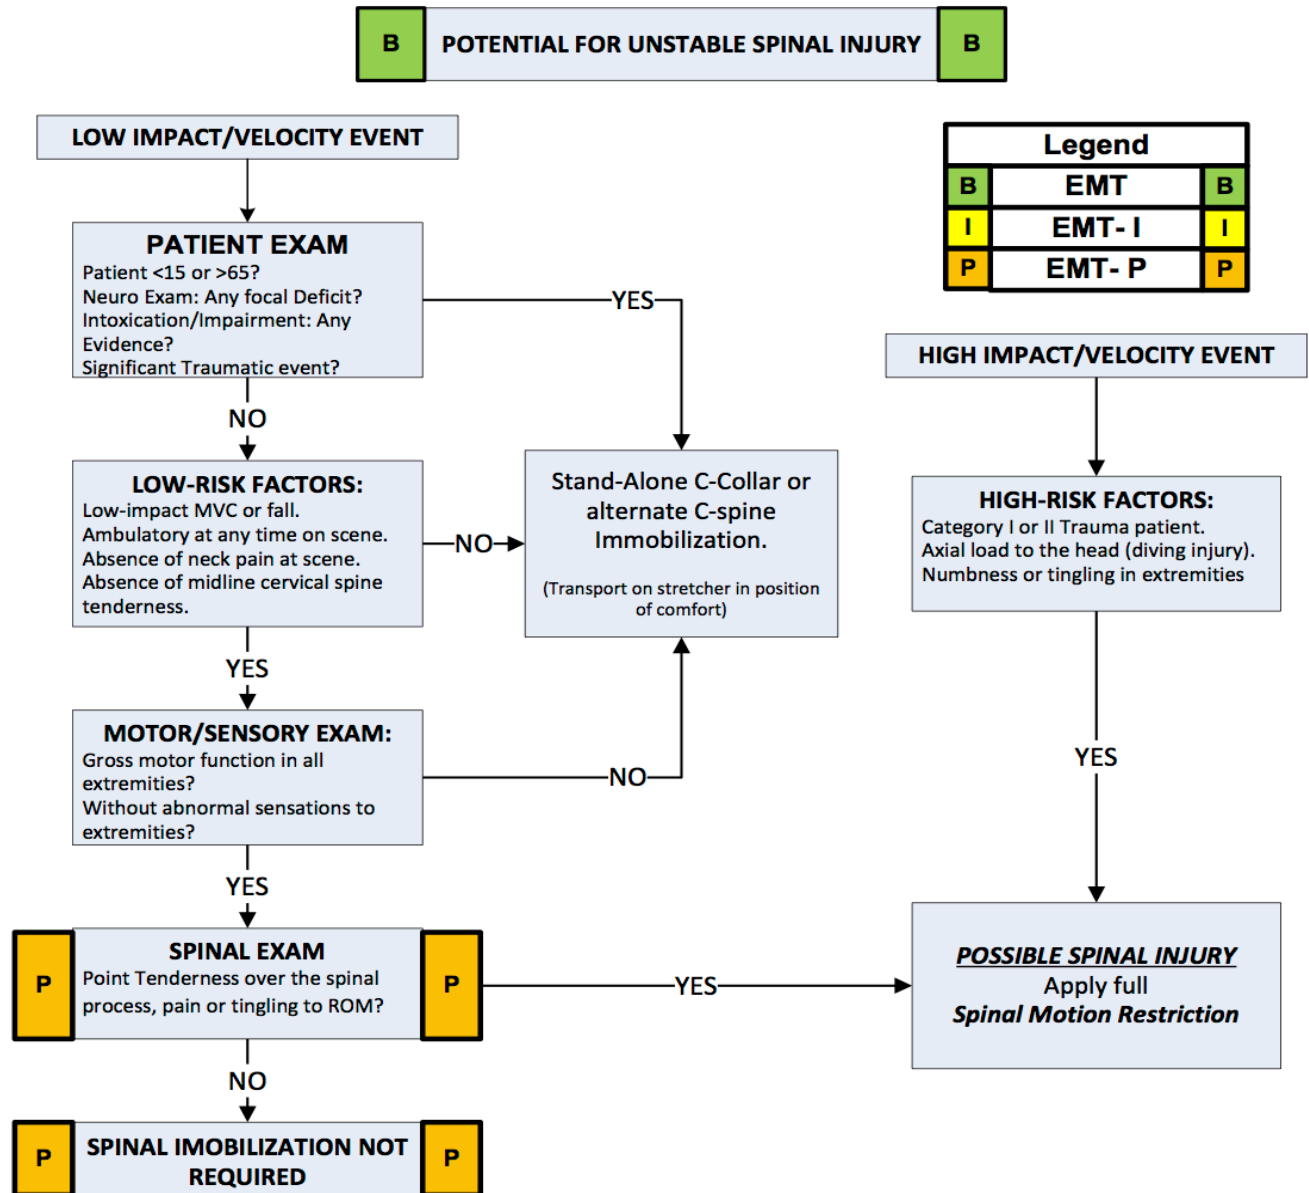 B POTENTIAL FOR UNSTABLE SPINAL INJURY B
LOW IMPACT/VELOCITY EVENT
Legend
B EMT B
I EMT- I I
P EMT- P P
PATIENT EXAM
Patient <15 or >65?
Neuro Exam: Any focal Deficit?
Intoxication/Impairment: Any
Evidence?
Significant Traumatic event?
YES
NO
HIGH IMPACT/VELOCITY EVENT
LOW-RISK FACTORS:
Low-impact MVC or fall.
Ambulatory at any time on scene.
Absence of neck pain at scene.
Absence of midline cervical spine
tenderness.
NO
YES
Stand-Alone C-Collar or
alternate C-spine
Immobilization.
(Transport on stretcher in position
of comfort)
HIGH-RISK FACTORS:
Category I or II Trauma patient.
Axial load to the head (diving injury).
Numbness or tingling in extremities
YES
MOTOR/SENSORY EXAM:
Gross motor function in all
extremities?
Without abnormal sensations to
extremities?
NO
YES
P SPINAL EXAM P
Point Tenderness over the spinal
process, pain or tingling to ROM?
YES
NO
POSSIBLE SPINAL INJURY
Apply full
Spinal Motion Restriction
P SPINAL IMOBILIZATION NOT P
REQUIRED